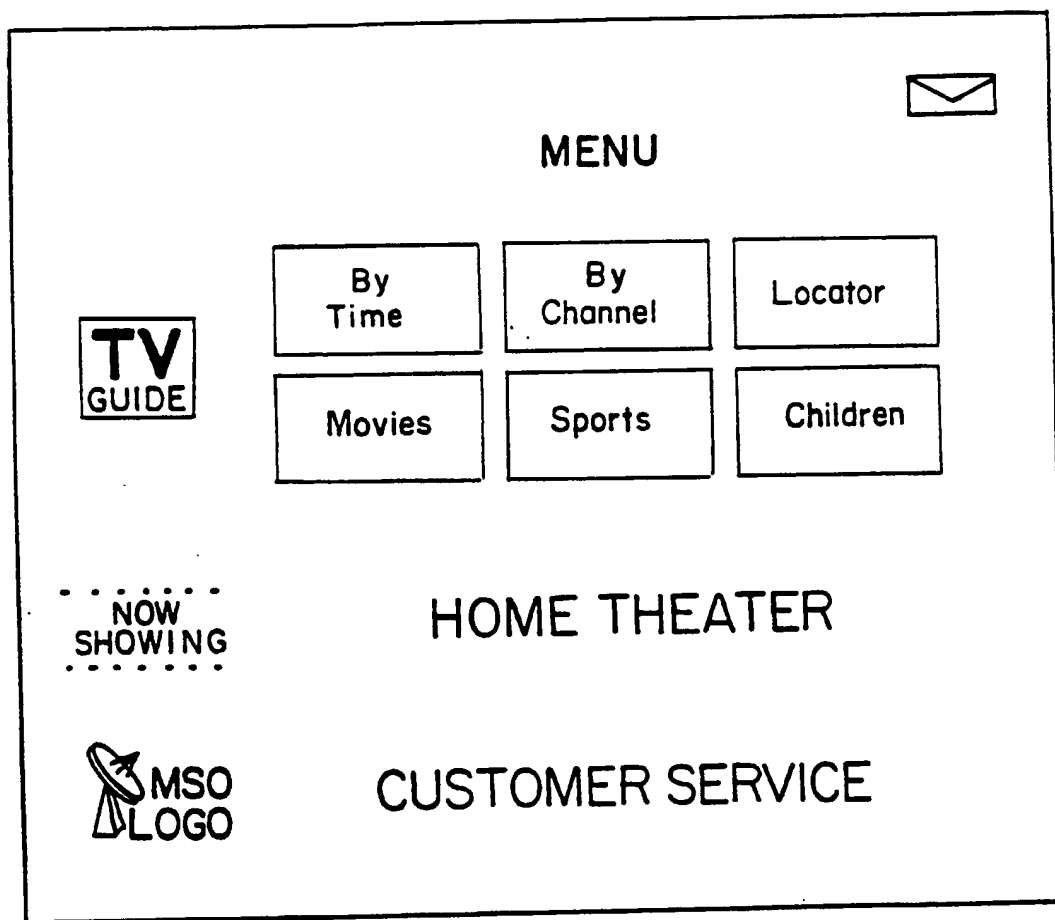 MENU
By
Time
By
Channel
Locator
TV
GUIDE
Movies
Sports
Children
NOW
SHOWING
HOME THEATER
MSO
LOGO
CUSTOMER SERVICE